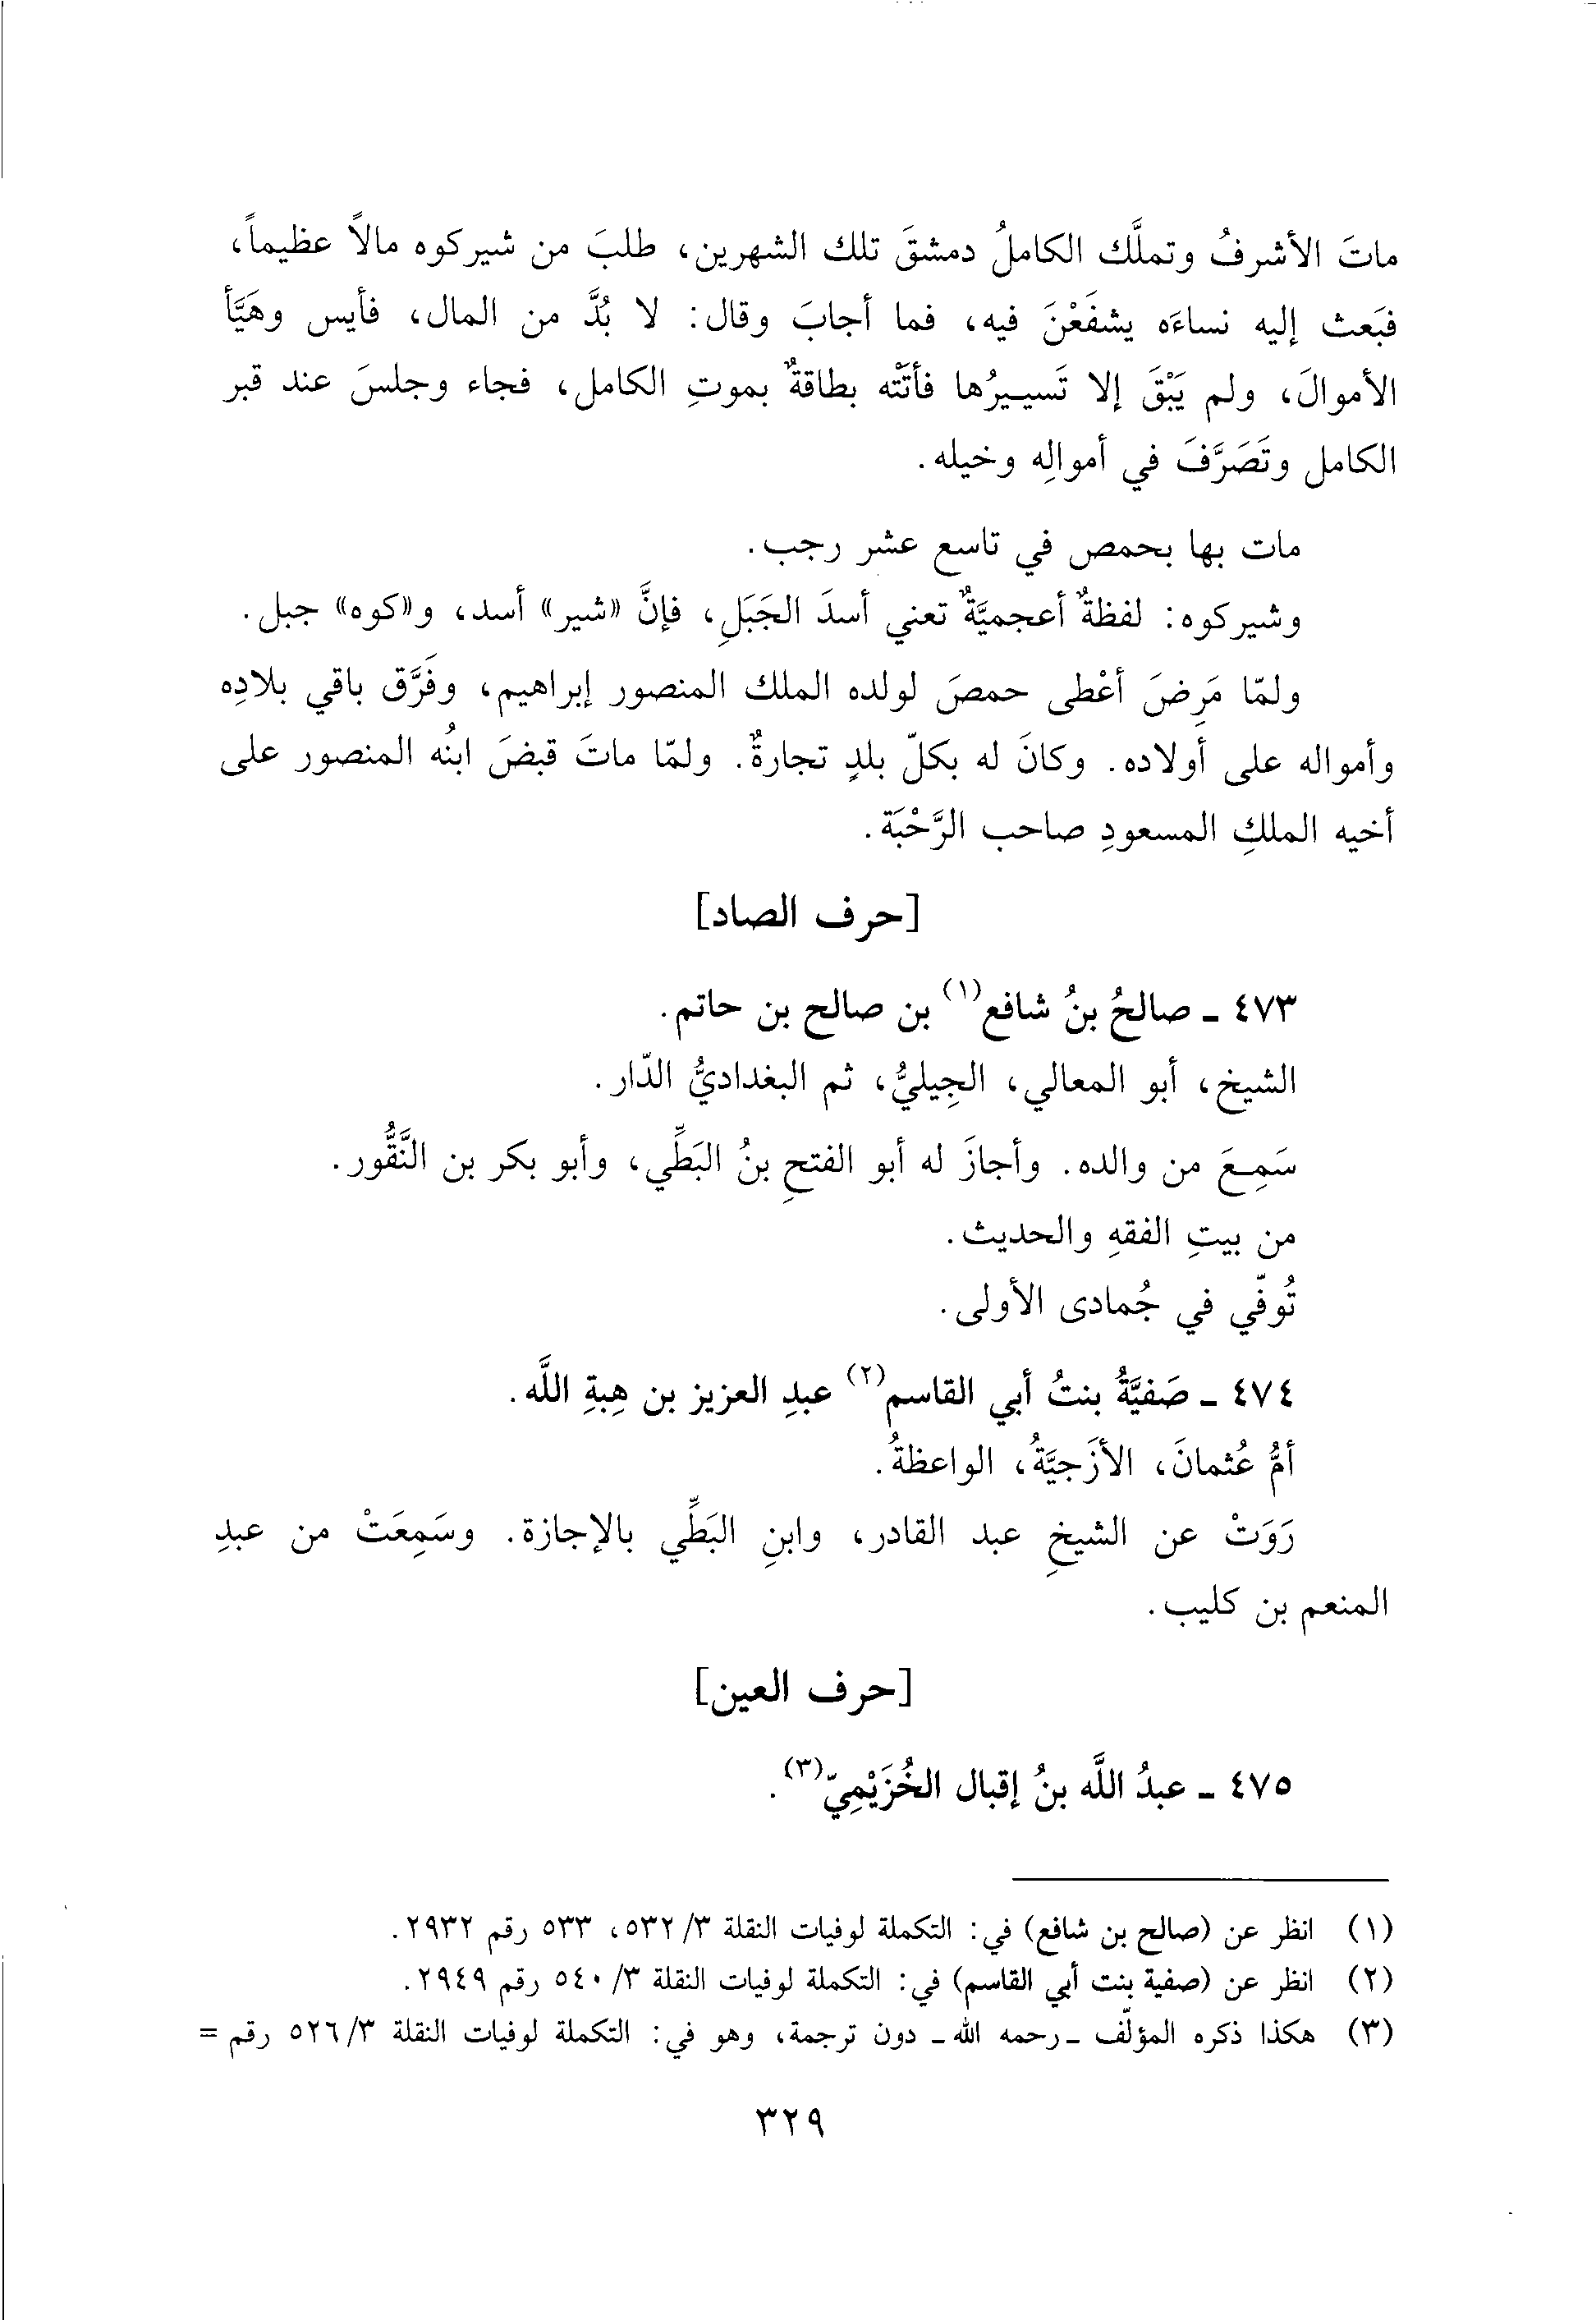 ماتَ الأشرفُ وتملَّك الكاملُ دمشقَ تلك الشهرين، طلبَ من شيركوه مالاً عظيماً،
فبَعث إليه نساءَه يشفَعْنَ فيه، فما أجابَ وقال: لا بُدَّ من المال، فأيس وهَيَّأ
الأموالَ، ولم يَبْقَ إلا تَسييرُها فأتَتْه بطاقةٌ بموتِ الكامل، فجاء وجلسَ عند قبر
الكامل وتَصَرَّفَ في أموالِه وخيله.
مات بها بحمص في تاسع عشر رجب.
وشيركوه: لفظةٌ أعجميَّةٌ تعني أسدَ الجَبَلِ، فإنَّ «شير» أسد، و«كوه» جبل.
ولمّا مَرِضَ أعْطى حمصَ لولده الملك المنصور إبراهيم، وفَرَّق باقي بلادِه
وأمواله على أولاده. وكانَ له بكلّ بلدٍ تجارةٌ. ولمّا ماتَ قبضَ ابنُه المنصور على
أخيه الملكِ المسعودِ صاحب الرَّحْبَة.
[حرف الصاد]
٤٧٣ ـ صالحُ بنُ شافع(١) بن صالح بن حاتم.
الشيخ، أبو المعالي، الجِيليُّ، ثم البغداديُّ الدّار.
سَمِعَ من والده. وأجازَ له أبو الفتحِ بنُ البَطِّي، وأبو بكر بن النَّقُّور.
من بيتِ الفقهِ والحديث.
تُوفّي في جُمادى الأولى.
٤٧٤ ـ صَفيَّةُ بنتُ أبي القاسم(٢) عبدِ العزيز بن هِبةِ اللَّه.
أمُّ عُثمانَ، الأزَجيَّةُ، الواعظةُ.
رَوَتْ عن الشيخِ عبد القادر، وابنِ البَطِّي بالإجازة. وسَمِعَتْ من عبدِ
المنعم بن كليب.
[حرف العين]
٤٧٥ ـ عبدُ اللَّه بنُ إقبال الخُزَيْمِيّ(٣).
(١) انظر عن (صالح بن شافع) في: التكملة لوفيات النقلة ٣/ ٥٣٢، ٥٣٣ رقم ٢٩٣٢.
(٢) انظر عن (صفية بنت أبي القاسم) في: التكملة لوفيات النقلة ٣/ ٥٤٠ رقم ٢٩٤٩.
(٣) هكذا ذكره المؤلّف ـ رحمه الله ـ دون ترجمة، وهو في: التكملة لوفيات النقلة ٣/ ٥٢٦ رقم =
٣٢٩